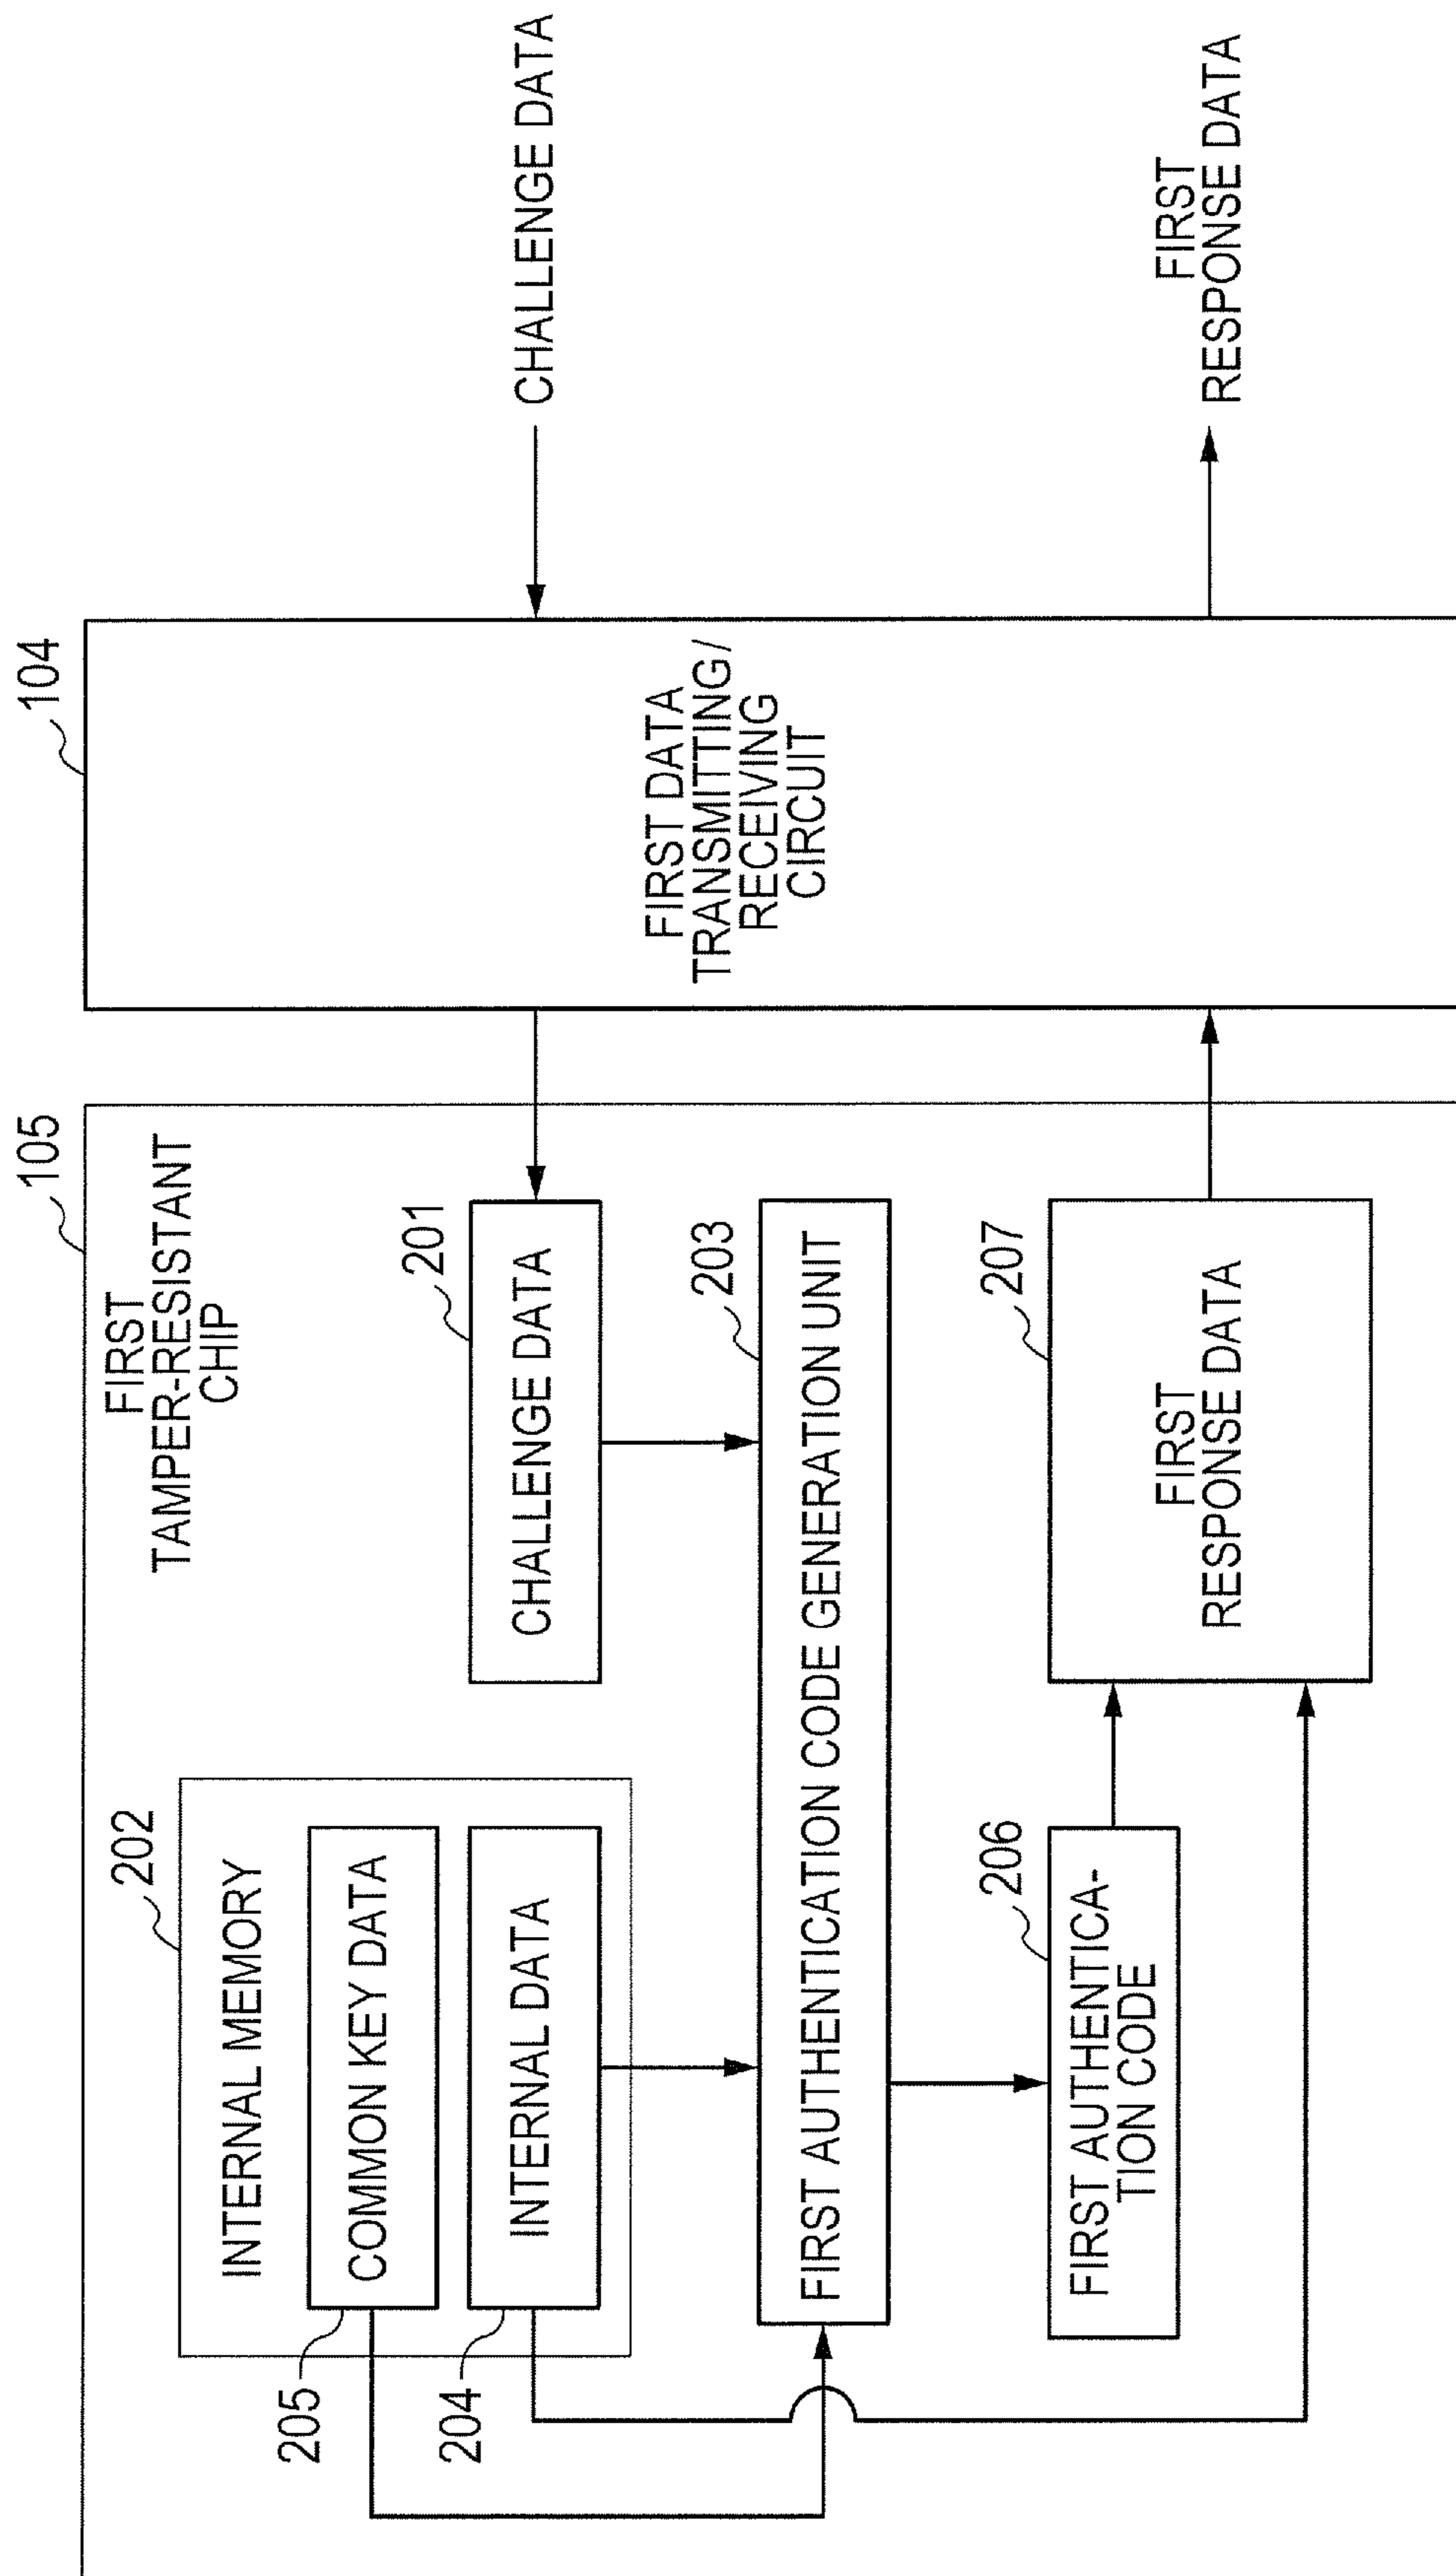 105
104
FIRST
TAMPER-RESISTANT
CHIP
202
INTERNAL MEMORY
COMMON KEY DATA
205
INTERNAL DATA
204
201
CHALLENGE DATA
CHALLENGE DATA
203
FIRST AUTHENTICATION CODE GENERATION UNIT
FIRST DATA
TRANSMITTING/
RECEIVING
CIRCUIT
206
FIRST AUTHENTICA-
TION CODE
207
FIRST
RESPONSE DATA
FIRST
RESPONSE DATA